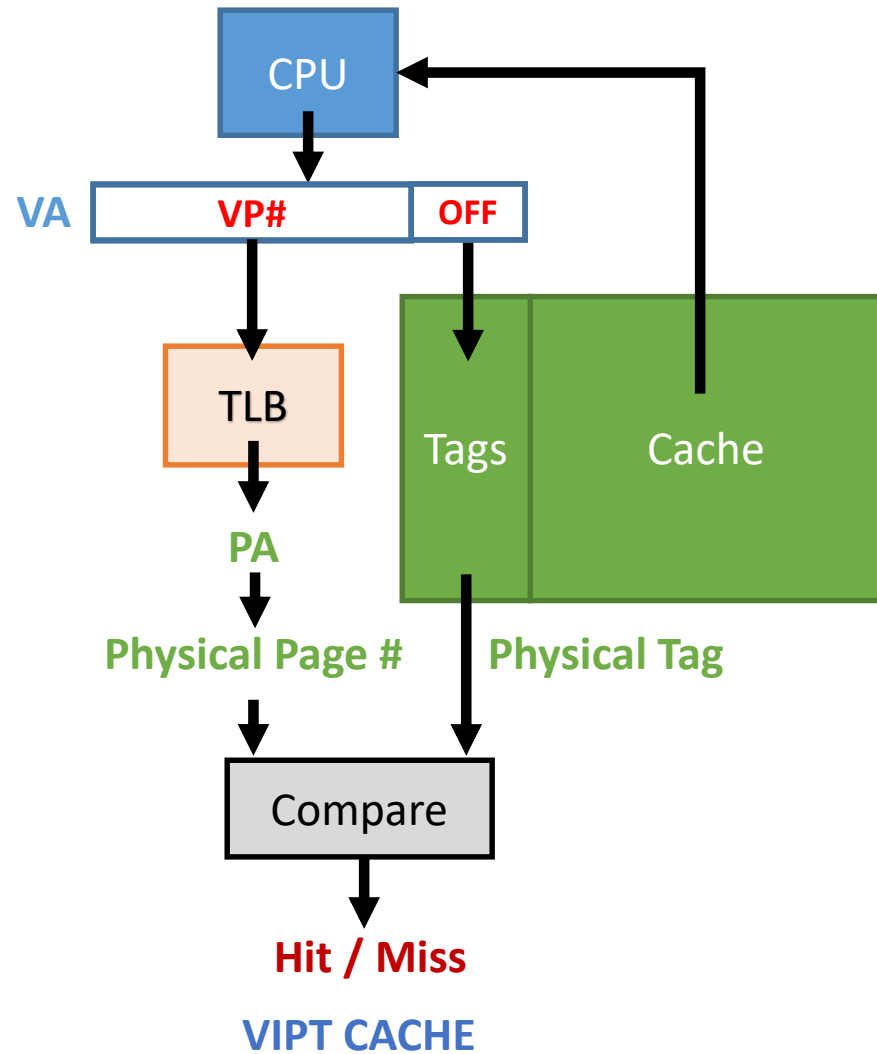 CPU
VA VP# OFF
TLB
Tags Cache
PA
Physical Page # Physical Tag
Compare
Hit / Miss
VIPT CACHE